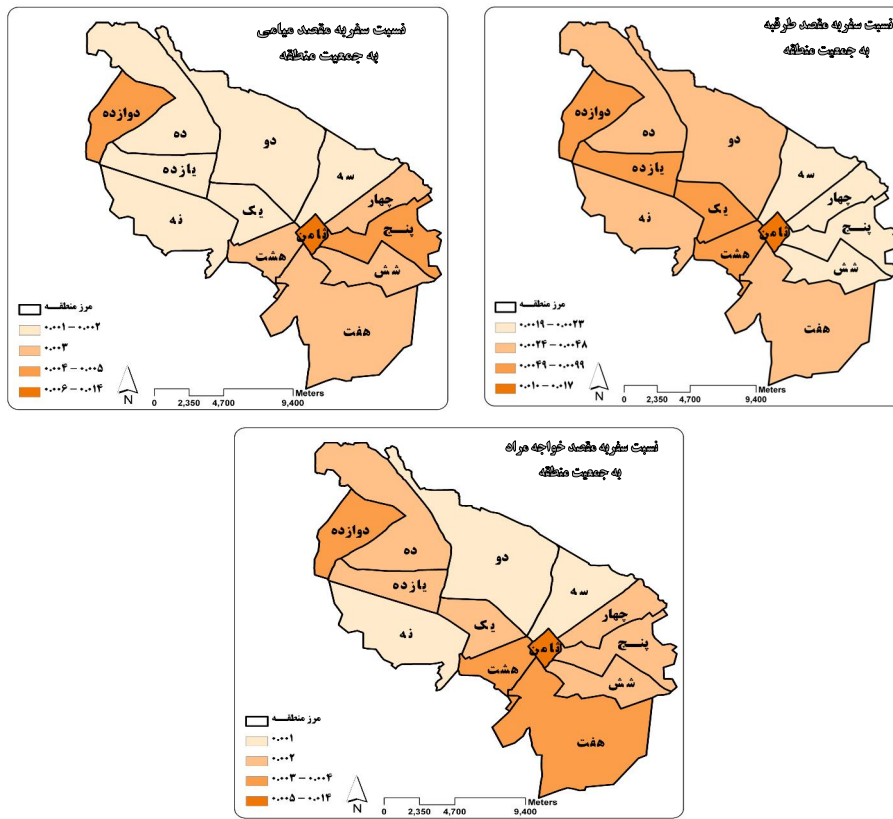 نسبت سفر به مقصد میامی
به جمعیت منطقه
دوازده
ده
دو
یازده
سه
چهار
نه
یک
ثامن
پنج
هشت
شش
هفت
مرز منطقه
۰.۰۰۱ – ۰.۰۰۲
۰.۰۰۳
۰.۰۰۴ – ۰.۰۰۵
۰.۰۰۶ – ۰.۰۱۴
N
Meters
0 2,350 4,700 9,400
نسبت سفر به مقصد طرقبه
به جمعیت منطقه
دوازده
ده
دو
یازده
سه
چهار
نه
یک
ثامن
پنج
هشت
شش
هفت
مرز منطقه
۰.۰۰۱۹ – ۰.۰۰۲۳
۰.۰۰۲۴ – ۰.۰۰۴۸
۰.۰۰۴۹ – ۰.۰۰۹۹
۰.۰۱۰ – ۰.۰۱۷
N
Meters
0 2,350 4,700 9,400
نسبت سفر به مقصد خواجه مراد
به جمعیت منطقه
دوازده
ده
دو
یازده
سه
چهار
نه
یک
ثامن
پنج
هشت
شش
هفت
مرز منطقه
۰.۰۰۱
۰.۰۰۲
۰.۰۰۳ – ۰.۰۰۴
۰.۰۰۵ – ۰.۰۱۴
N
Meters
0 2,350 4,700 9,400